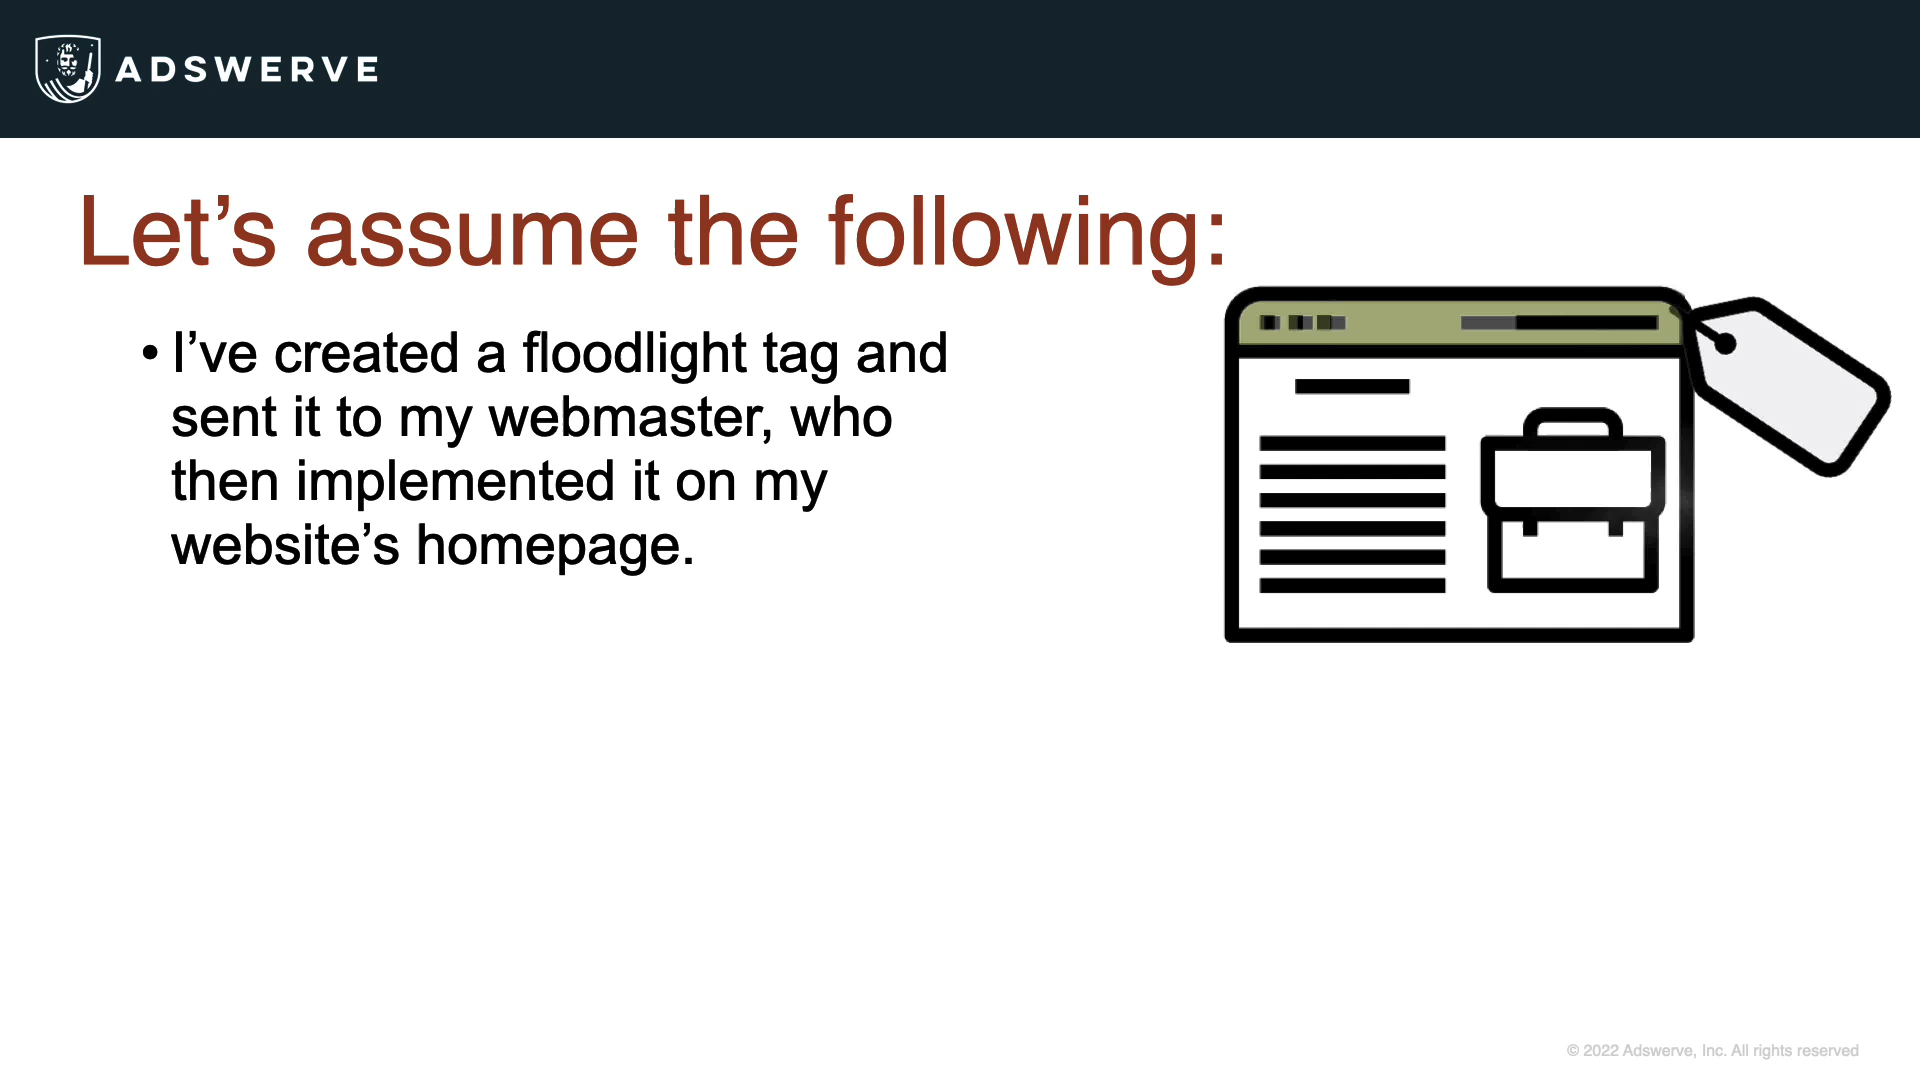 ADSWERVE
Let’s assume the following:
• I’ve created a floodlight tag and
sent it to my webmaster, who
then implemented it on my
website’s homepage.
© 2022 Adswerve, Inc. All rights reserved